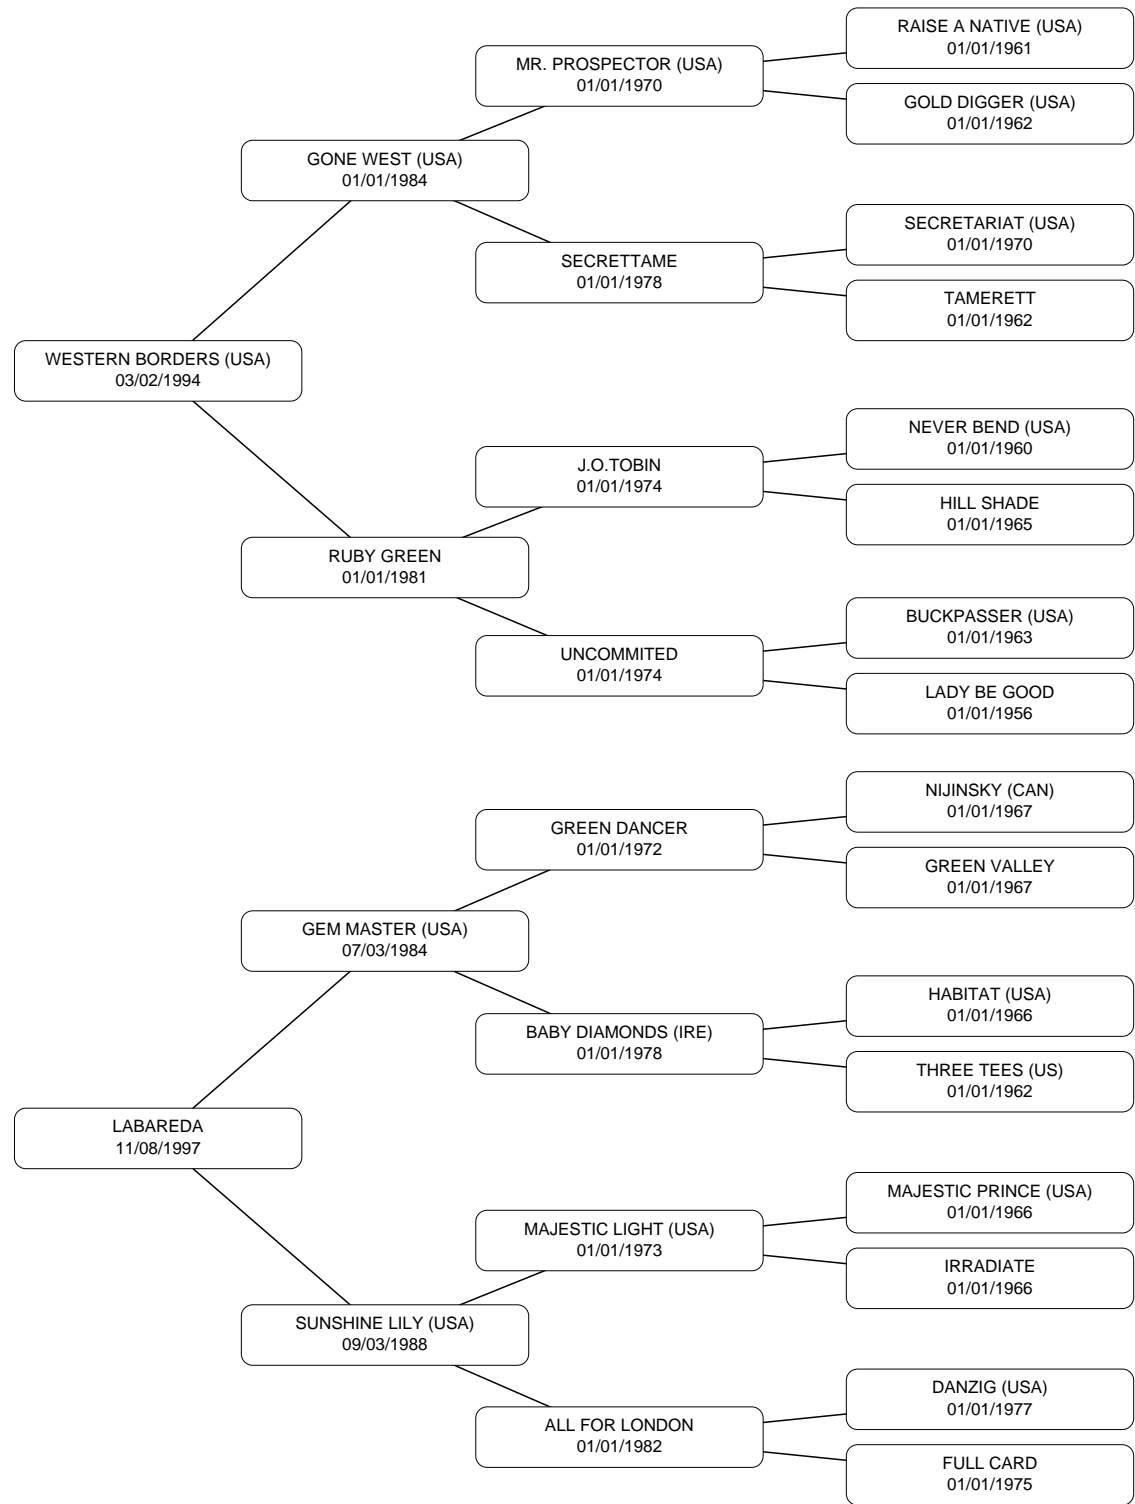 RAISE A NATIVE (USA)
01/01/1961
MR. PROSPECTOR (USA)
01/01/1970
GOLD DIGGER (USA)
01/01/1962
GONE WEST (USA)
01/01/1984
SECRETARIAT (USA)
01/01/1970
SECRETTAME
01/01/1978
TAMERETT
01/01/1962
WESTERN BORDERS (USA)
03/02/1994
NEVER BEND (USA)
01/01/1960
J.O.TOBIN
01/01/1974
HILL SHADE
01/01/1965
RUBY GREEN
01/01/1981
BUCKPASSER (USA)
01/01/1963
UNCOMMITED
01/01/1974
LADY BE GOOD
01/01/1956
NIJINSKY (CAN)
01/01/1967
GREEN DANCER
01/01/1972
GREEN VALLEY
01/01/1967
GEM MASTER (USA)
07/03/1984
HABITAT (USA)
01/01/1966
BABY DIAMONDS (IRE)
01/01/1978
THREE TEES (US)
01/01/1962
LABAREDA
11/08/1997
MAJESTIC PRINCE (USA)
01/01/1966
MAJESTIC LIGHT (USA)
01/01/1973
IRRADIATE
01/01/1966
SUNSHINE LILY (USA)
09/03/1988
DANZIG (USA)
01/01/1977
ALL FOR LONDON
01/01/1982
FULL CARD
01/01/1975